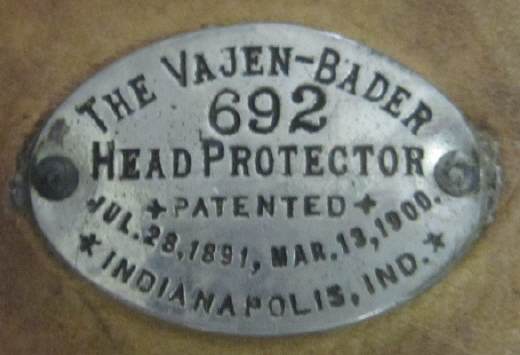 THE VAJEN-BADER
692
HEAD PROTECTOR
PATENTED
JUL. 28, 1891, MAR. 13, 1900.
INDIANAPOLIS, IND.